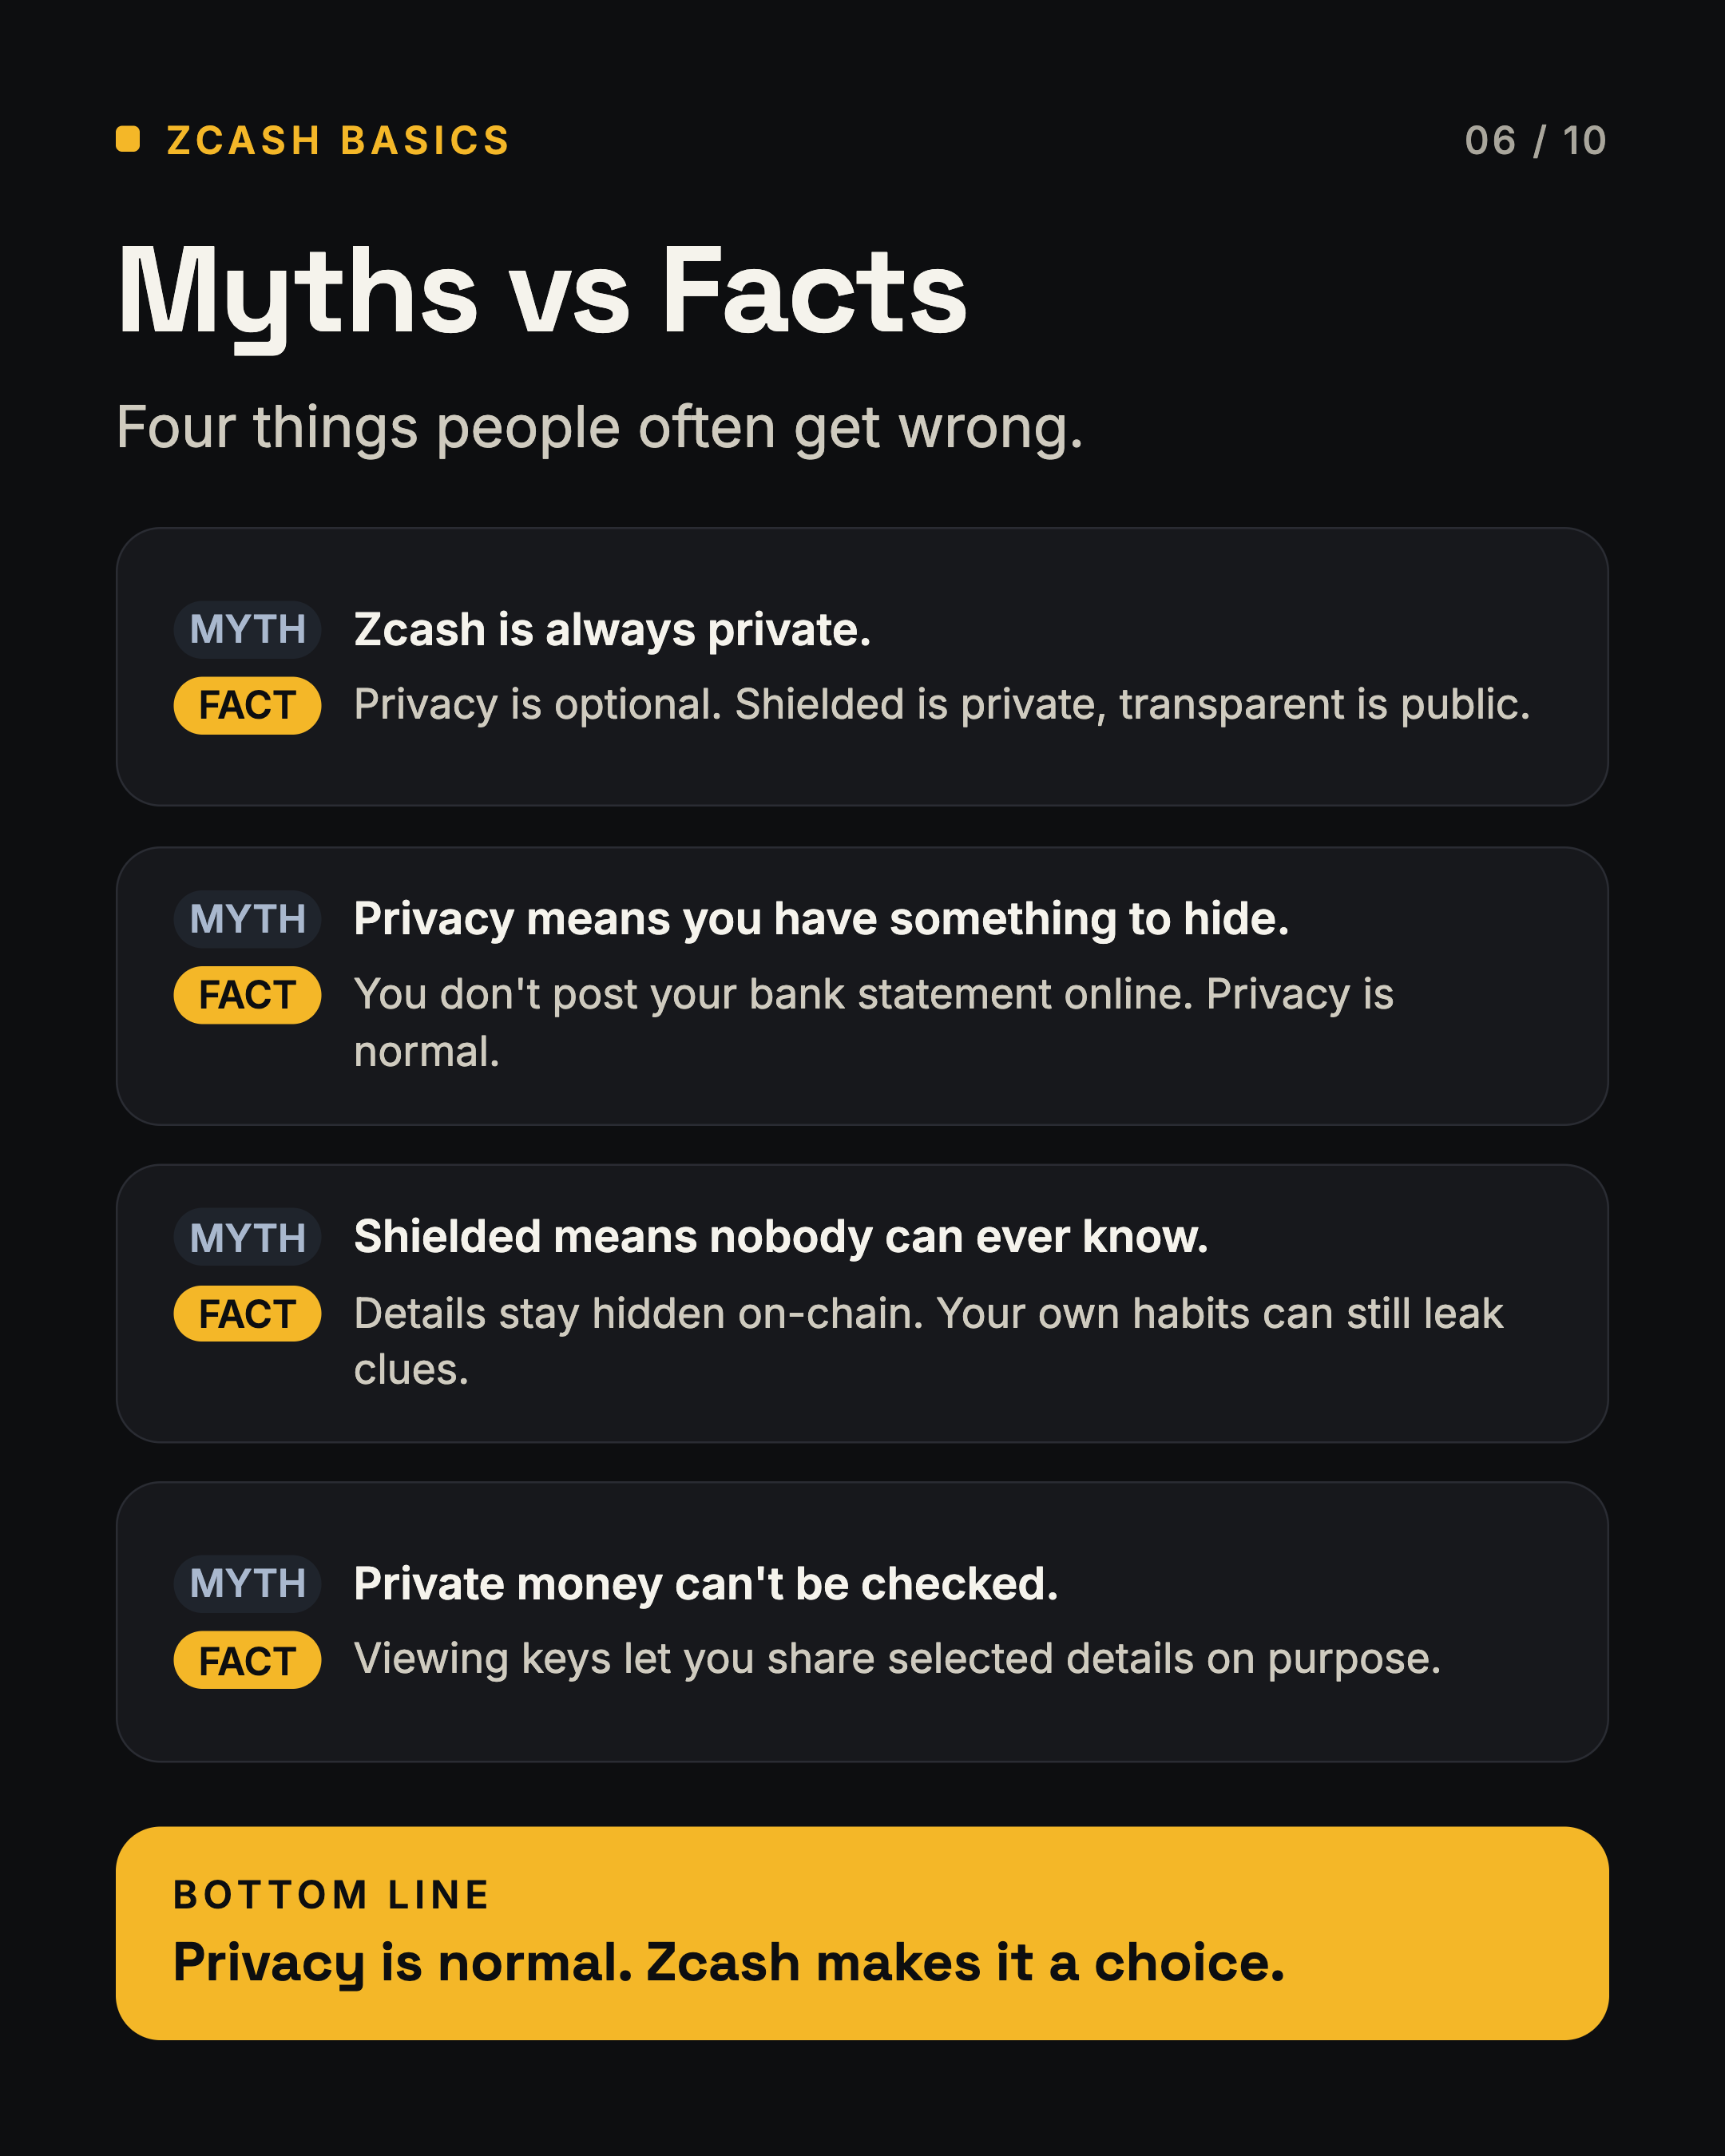 ZCASH BASICS
06 / 10
Myths vs Facts
Four things people often get wrong.
MYTH Zcash is always private.
FACT Privacy is optional. Shielded is private, transparent is public.
MYTH Privacy means you have something to hide.
FACT You don't post your bank statement online. Privacy is
normal.
MYTH Shielded means nobody can ever know.
FACT Details stay hidden on-chain. Your own habits can still leak
clues.
MYTH Private money can't be checked.
FACT Viewing keys let you share selected details on purpose.
BOTTOM LINE
Privacy is normal. Zcash makes it a choice.